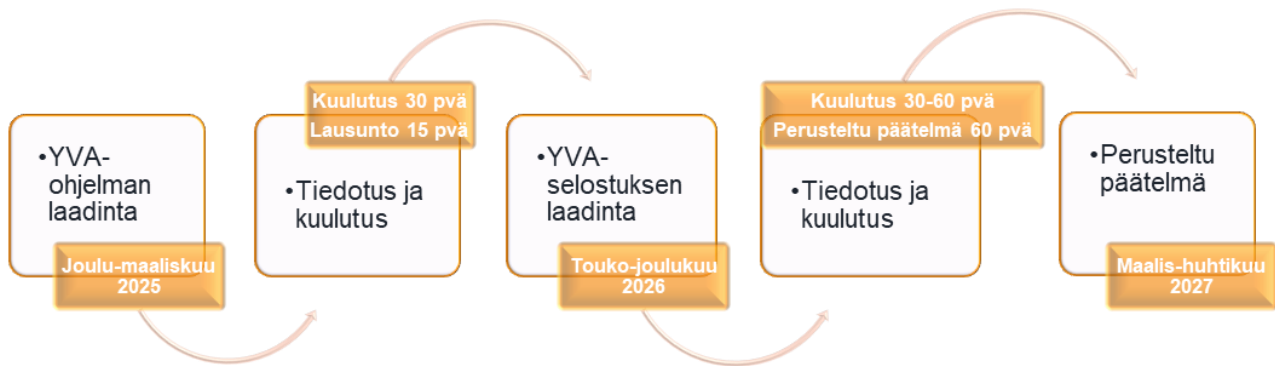 •YVA-
ohjelman
laadinta
Joulu-maaliskuu
2025
Kuulutus 30 pvä
Lausunto 15 pvä
•Tiedotus ja
kuulutus
•YVA-
selostuksen
laadinta
Touko-joulukuu
2026
Kuulutus 30-60 pvä
Perusteltu päätelmä 60 pvä
•Tiedotus ja
kuulutus
•Perusteltu
päätelmä
Maalis-huhtikuu
2027